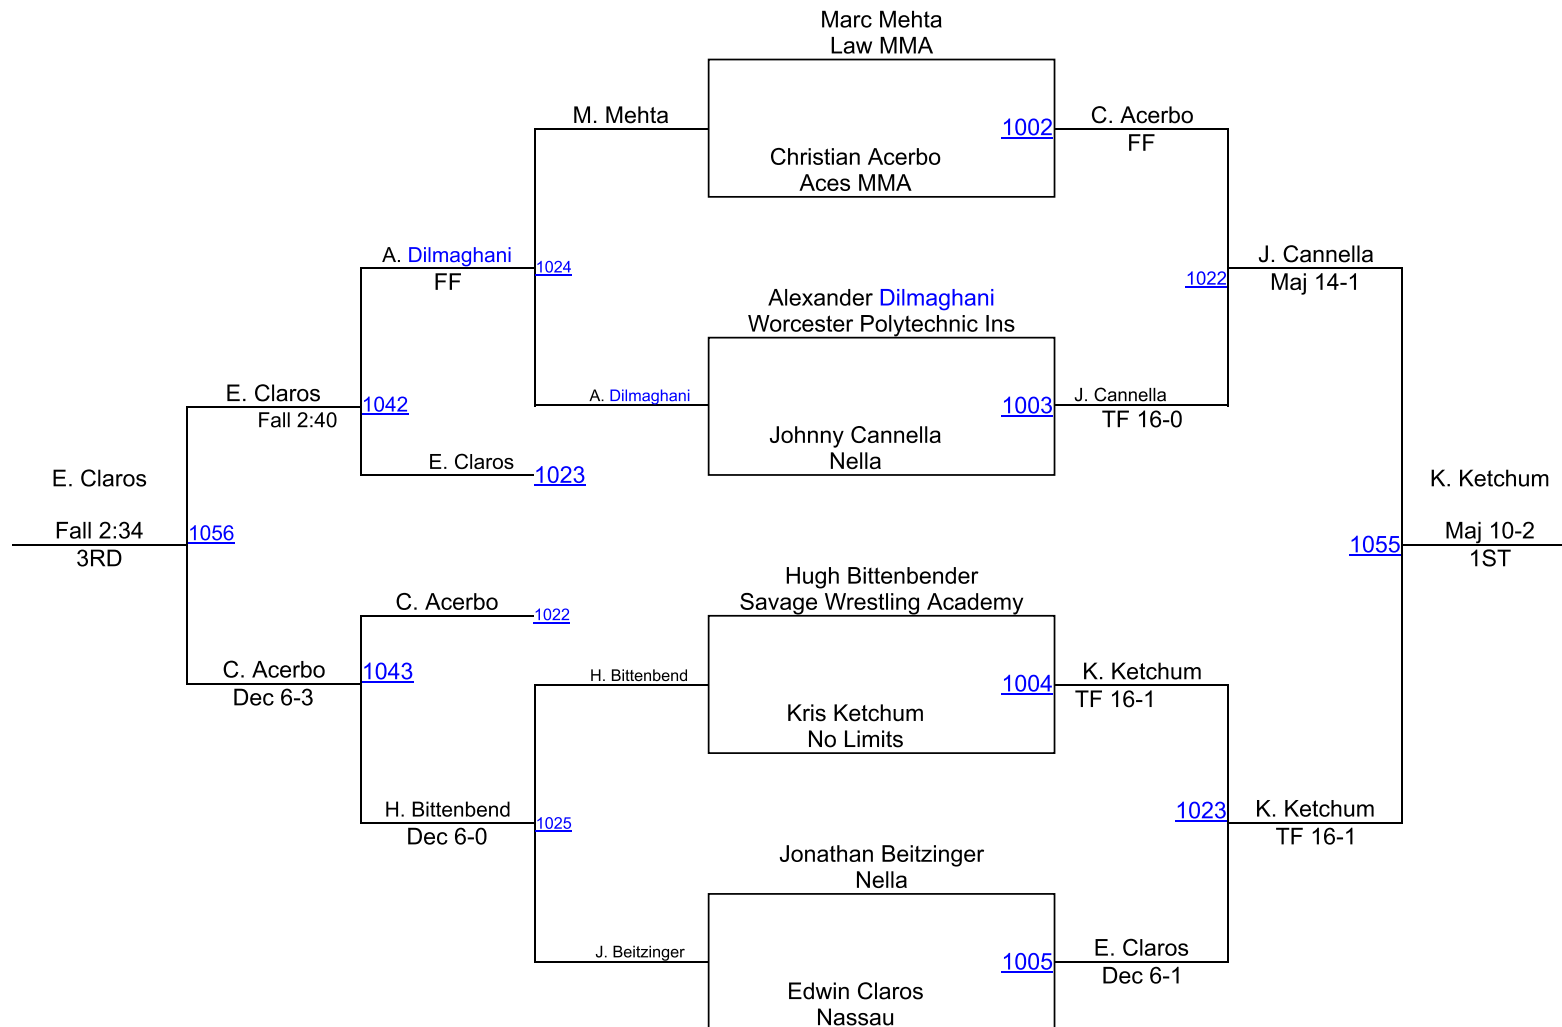 Marc Mehta
Law MMA
M. Mehta
1002
C. Acerbo
FF
Christian Acerbo
Aces MMA
A. Dilmaghani
FF
1024
1022
J. Cannella
Maj 14-1
Alexander Dilmaghani
Worcester Polytechnic Ins
E. Claros
Fall 2:40
1042
A. Dilmaghani
1003
J. Cannella
TF 16-0
Johnny Cannella
Nella
E. Claros
1023
E. Claros
Fall 2:34
3RD
1056
K. Ketchum
Maj 10-2
1ST
1055
Hugh Bittenbender
Savage Wrestling Academy
C. Acerbo
1022
C. Acerbo
Dec 6-3
1043
H. Bittenbend
1004
K. Ketchum
TF 16-1
Kris Ketchum
No Limits
H. Bittenbend
Dec 6-0
1025
1023
K. Ketchum
TF 16-1
Jonathan Beitzinger
Nella
J. Beitzinger
1005
E. Claros
Dec 6-1
Edwin Claros
Nassau